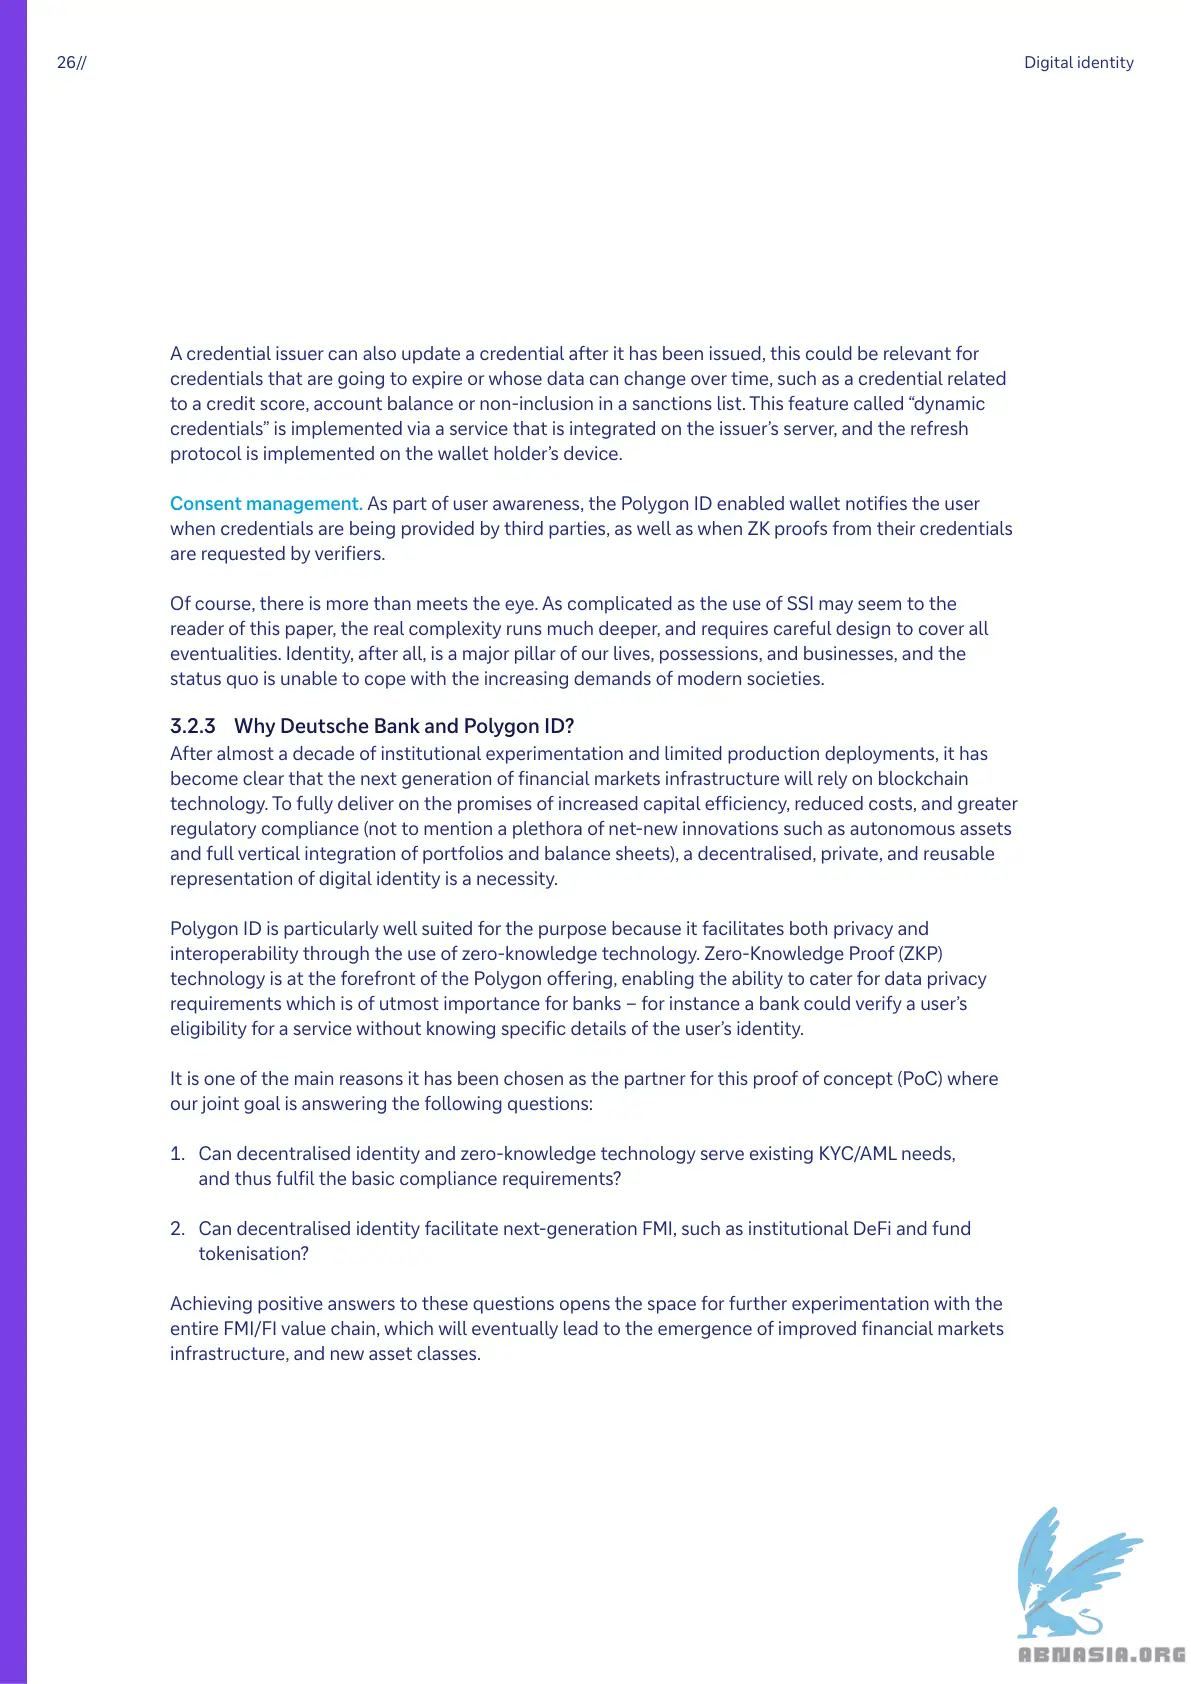 26//
Digital identity
A credential issuer can also update a credential after it has been issued, this could be relevant for
credentials that are going to expire or whose data can change over time, such as a credential related
to a credit score, account balance or non-inclusion in a sanctions list. This feature called “dynamic
credentials” is implemented via a service that is integrated on the issuer’s server, and the refresh
protocol is implemented on the wallet holder’s device.
Consent management. As part of user awareness, the Polygon ID enabled wallet notifies the user
when credentials are being provided by third parties, as well as when ZK proofs from their credentials
are requested by verifiers.
Of course, there is more than meets the eye. As complicated as the use of SSI may seem to the
reader of this paper, the real complexity runs much deeper, and requires careful design to cover all
eventualities. Identity, after all, is a major pillar of our lives, possessions, and businesses, and the
status quo is unable to cope with the increasing demands of modern societies.
3.2.3 Why Deutsche Bank and Polygon ID?
After almost a decade of institutional experimentation and limited production deployments, it has
become clear that the next generation of financial markets infrastructure will rely on blockchain
technology. To fully deliver on the promises of increased capital efficiency, reduced costs, and greater
regulatory compliance (not to mention a plethora of net-new innovations such as autonomous assets
and full vertical integration of portfolios and balance sheets), a decentralised, private, and reusable
representation of digital identity is a necessity.
Polygon ID is particularly well suited for the purpose because it facilitates both privacy and
interoperability through the use of zero-knowledge technology. Zero-Knowledge Proof (ZKP)
technology is at the forefront of the Polygon offering, enabling the ability to cater for data privacy
requirements which is of utmost importance for banks – for instance a bank could verify a user’s
eligibility for a service without knowing specific details of the user’s identity.
It is one of the main reasons it has been chosen as the partner for this proof of concept (PoC) where
our joint goal is answering the following questions:
1. Can decentralised identity and zero-knowledge technology serve existing KYC/AML needs,
and thus fulfil the basic compliance requirements?
2. Can decentralised identity facilitate next-generation FMI, such as institutional DeFi and fund
tokenisation?
Achieving positive answers to these questions opens the space for further experimentation with the
entire FMI/FI value chain, which will eventually lead to the emergence of improved financial markets
infrastructure, and new asset classes.
ABNASIA.ORG